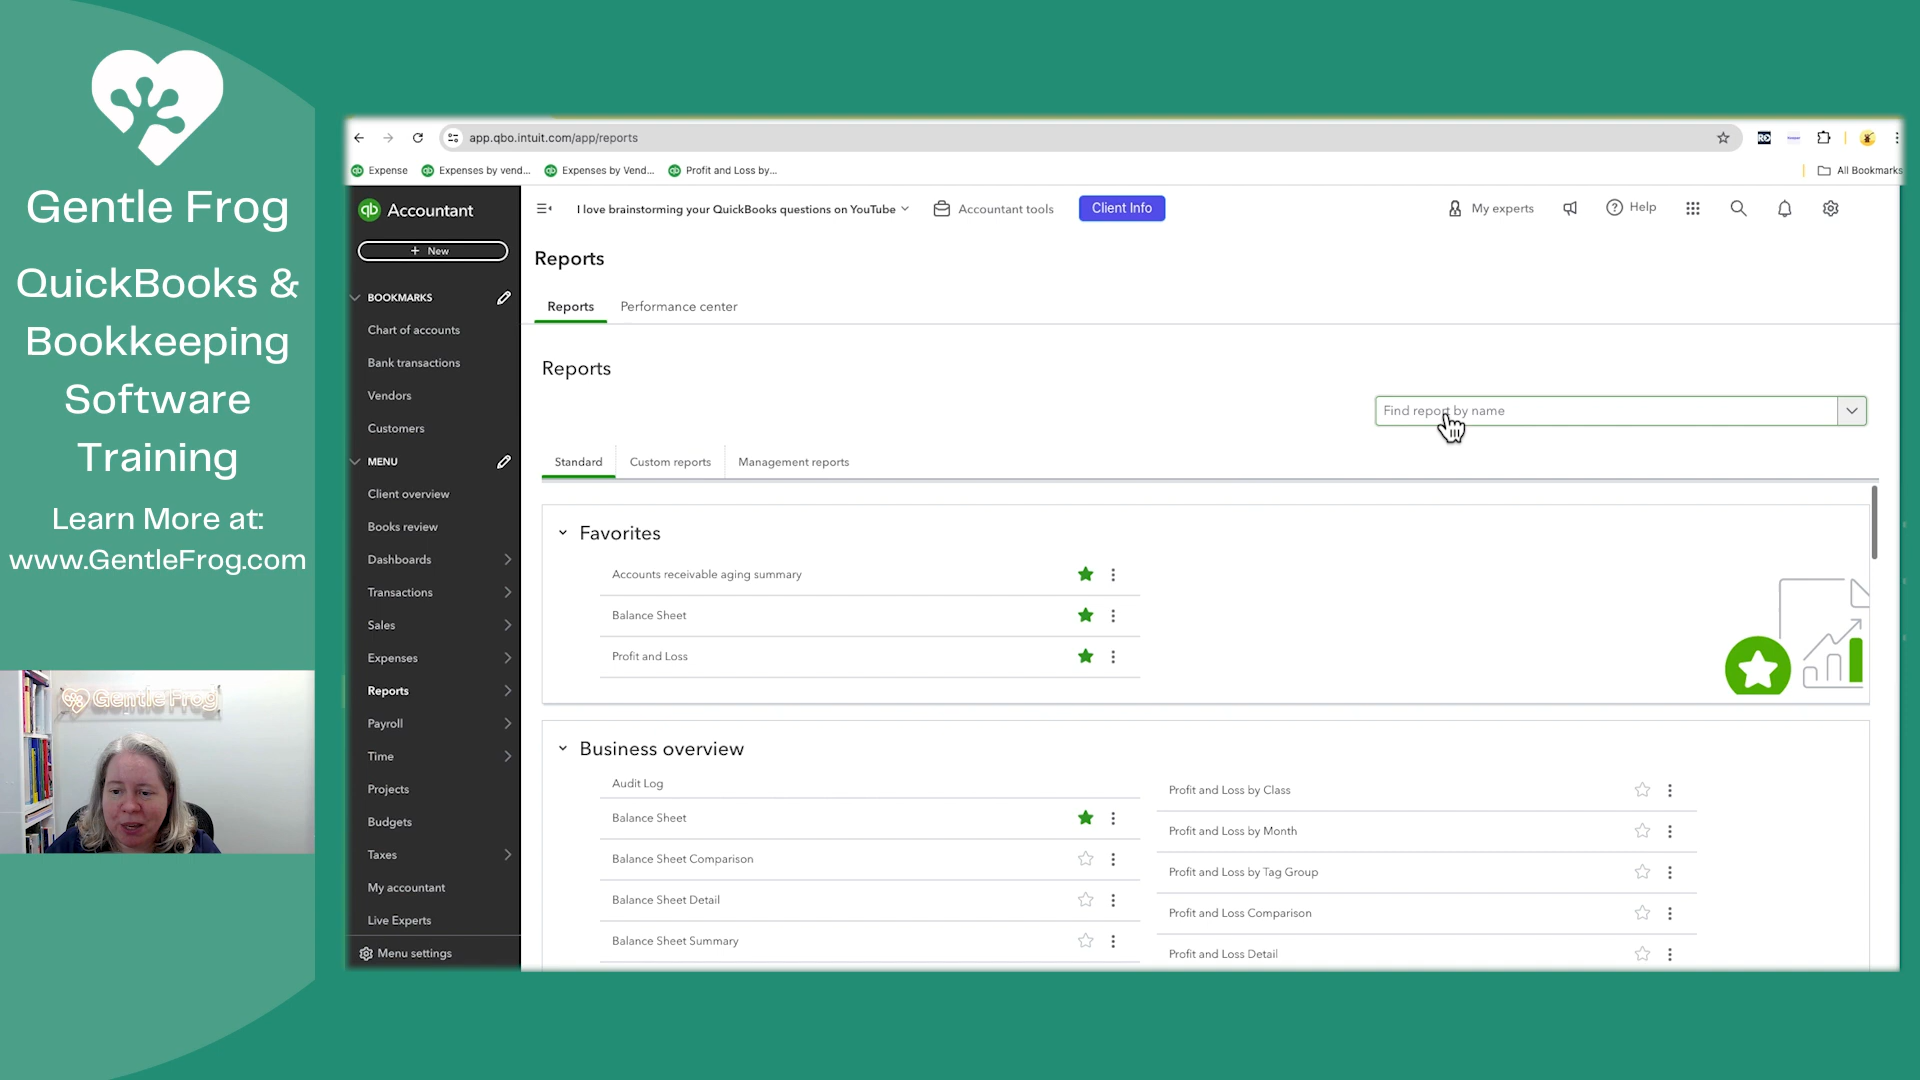 Gentle Frog
QuickBooks &
Bookkeeping
Software
Training
Learn More at:
www.GentleFrog.com
Gentle Frog
app.qbo.intuit.com/app/reports
Expense
Expenses by vend...
Expenses by Vend...
Profit and Loss by...
All Bookmarks
qb Accountant
+ New
BOOKMARKS
Chart of accounts
Bank transactions
Vendors
Customers
MENU
Client overview
Books review
Dashboards
Transactions
Sales
Expenses
Reports
Payroll
Time
Projects
Budgets
Taxes
My accountant
Live Experts
Menu settings
I love brainstorming your QuickBooks questions on YouTube
Accountant tools
Client Info
My experts
Help
Reports
Reports
Performance center
Reports
Find report by name
Standard
Custom reports
Management reports
Favorites
Accounts receivable aging summary
Balance Sheet
Profit and Loss
Business overview
Audit Log
Balance Sheet
Balance Sheet Comparison
Balance Sheet Detail
Balance Sheet Summary
Profit and Loss by Class
Profit and Loss by Month
Profit and Loss by Tag Group
Profit and Loss Comparison
Profit and Loss Detail